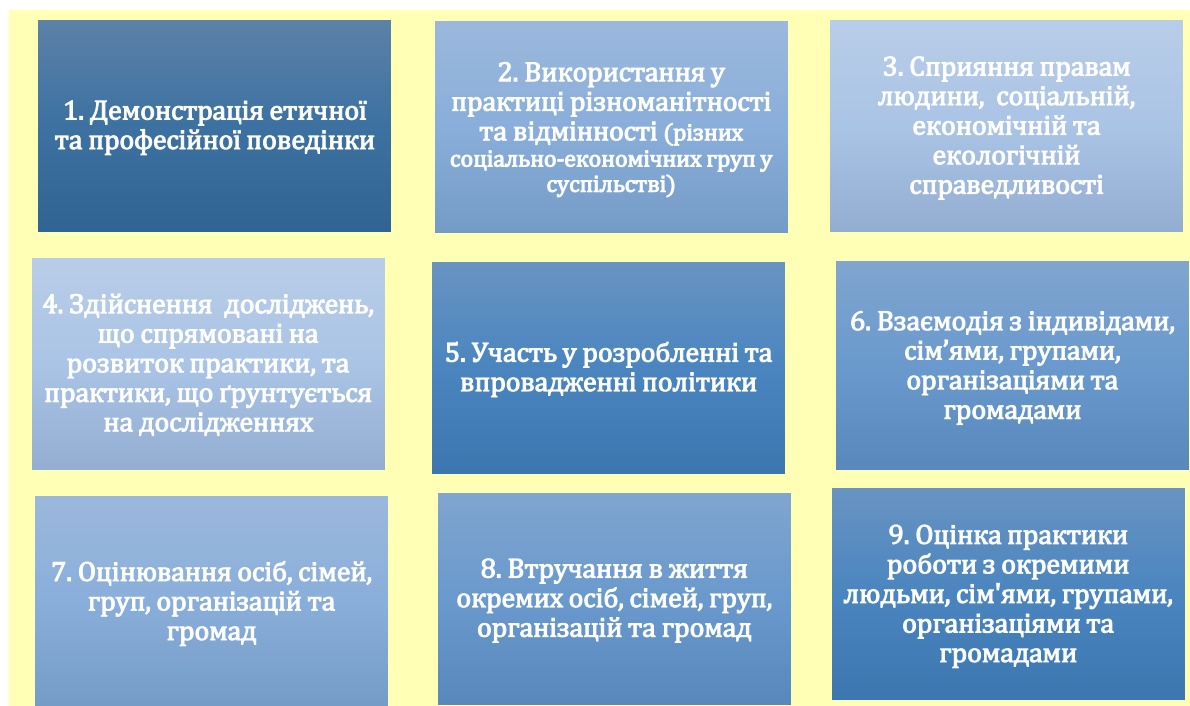 1. Демонстрація етичної
та професійної поведінки
2. Використання у
практиці різноманітності
та відмінності (різних
соціально-економічних груп у
суспільстві)
3. Сприяння правам
людини,  соціальній,
економічній та
екологічній
справедливості
4. Здійснення  досліджень,
що спрямовані на
розвиток практики, та
практики, що ґрунтується
на дослідженнях
5. Участь у розробленні та
впровадженні політики
6. Взаємодія з індивідами,
сім’ями, групами,
організаціями та
громадами
7. Оцінювання осіб, сімей,
груп, організацій та
громад
8. Втручання в життя
окремих осіб, сімей, груп,
організацій та громад
9. Оцінка практики
роботи з окремими
людьми, сім'ями, групами,
організаціями та
громадами